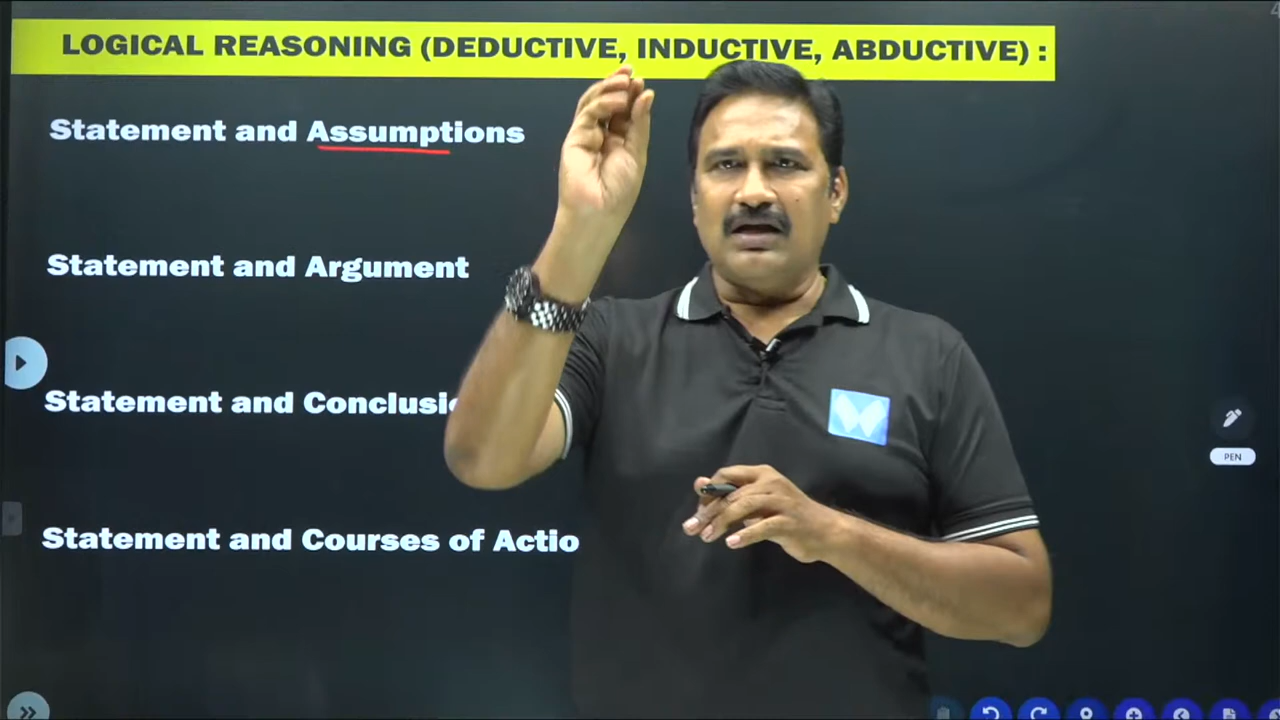 LOGICAL REASONING (DEDUCTIVE, INDUCTIVE, ABDUCTIVE) :
Statement and Assumptions
Statement and Argument
Statement and Conclusi
Statement and Courses of Actio
PEN